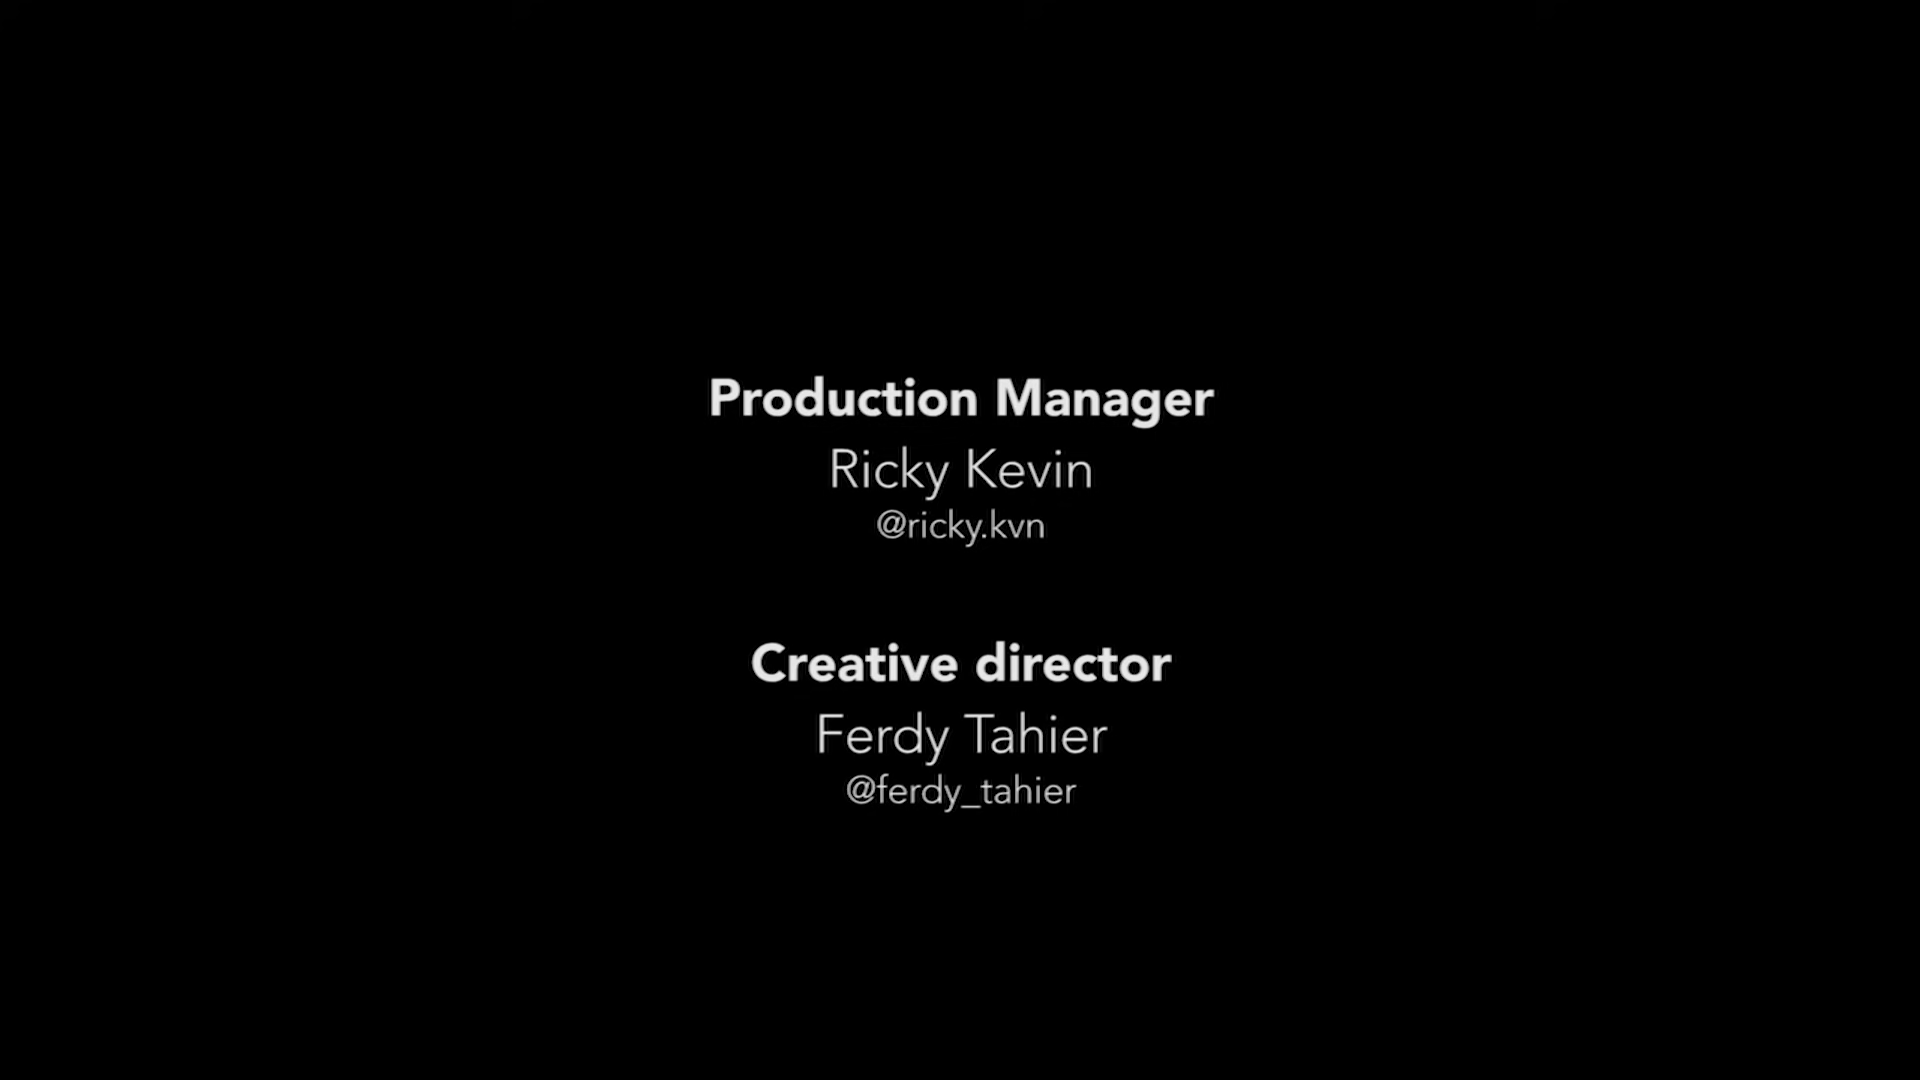 Production Manager
Ricky Kevin
@ricky.kvn
Creative director
Ferdy Tahier
@ferdy_tahier